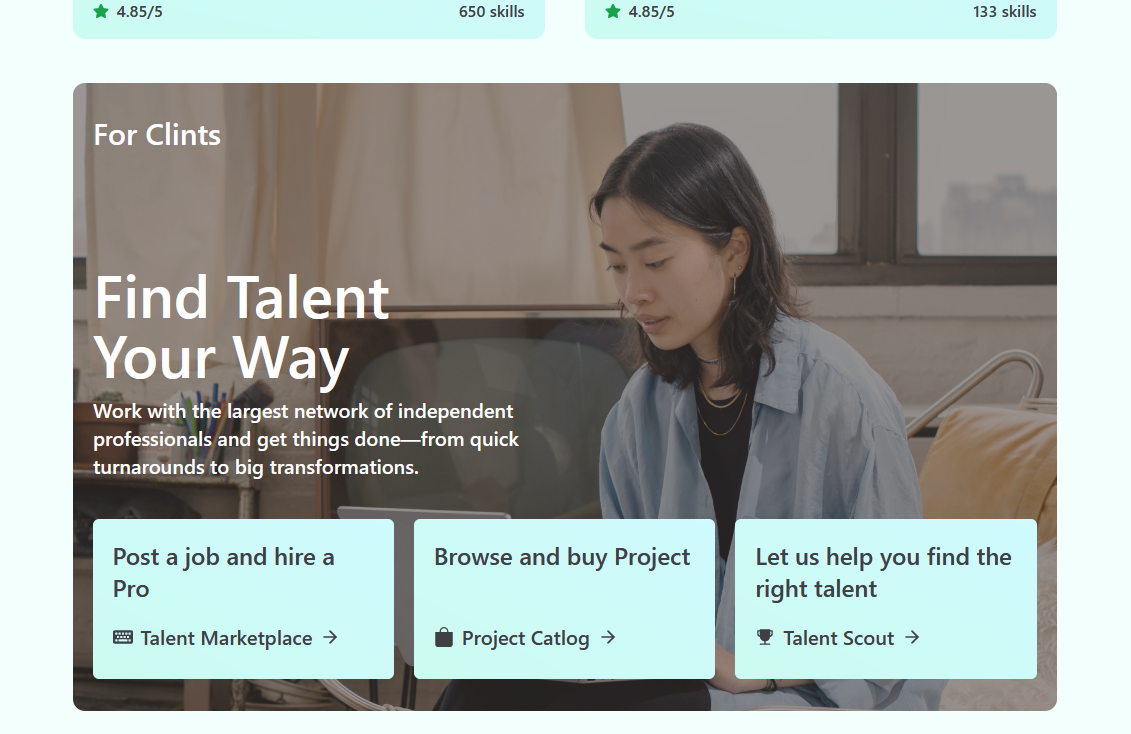 4.85/5 650 skills 4.85/5 133 skills
For Clints
Find Talent
Your Way
Work with the largest network of independent
professionals and get things done—from quick
turnarounds to big transformations.
Post a job and hire a
Pro
Talent Marketplace →
Browse and buy Project
Project Catlog →
Let us help you find the
right talent
Talent Scout →